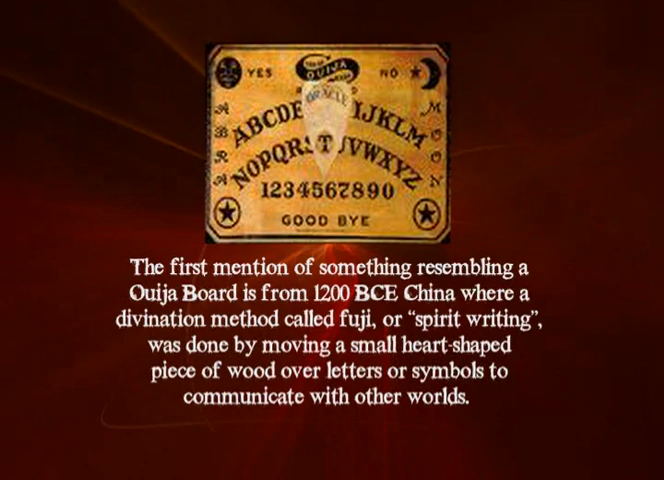 YES
OUIJA
NO
ORACLE
ABCDE IJKLM
NOPQRSTUVWXYZ
1234567890
GOOD BYE
The first mention of something resembling a
Ouija Board is from 1200 BCE China where a
divination method called fuji, or “spirit writing”,
was done by moving a small heart-shaped
piece of wood over letters or symbols to
communicate with other worlds.